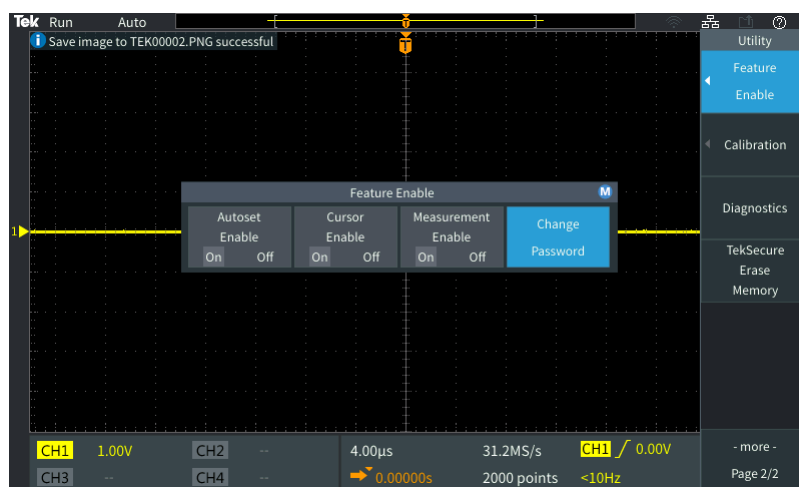 Tek Run Auto
Save image to TEK00002.PNG successful
T
1
Feature Enable M
Autoset
Enable
On Off
Cursor
Enable
On Off
Measurement
Enable
On Off
Change
Password
Utility
Feature
Enable
Calibration
Diagnostics
TekSecure
Erase
Memory
- more -
Page 2/2
CH1 1.00V CH2 -- 4.00µs 31.2MS/s CH1 0.00V
CH3 -- CH4 -- 0.00000s 2000 points <10Hz